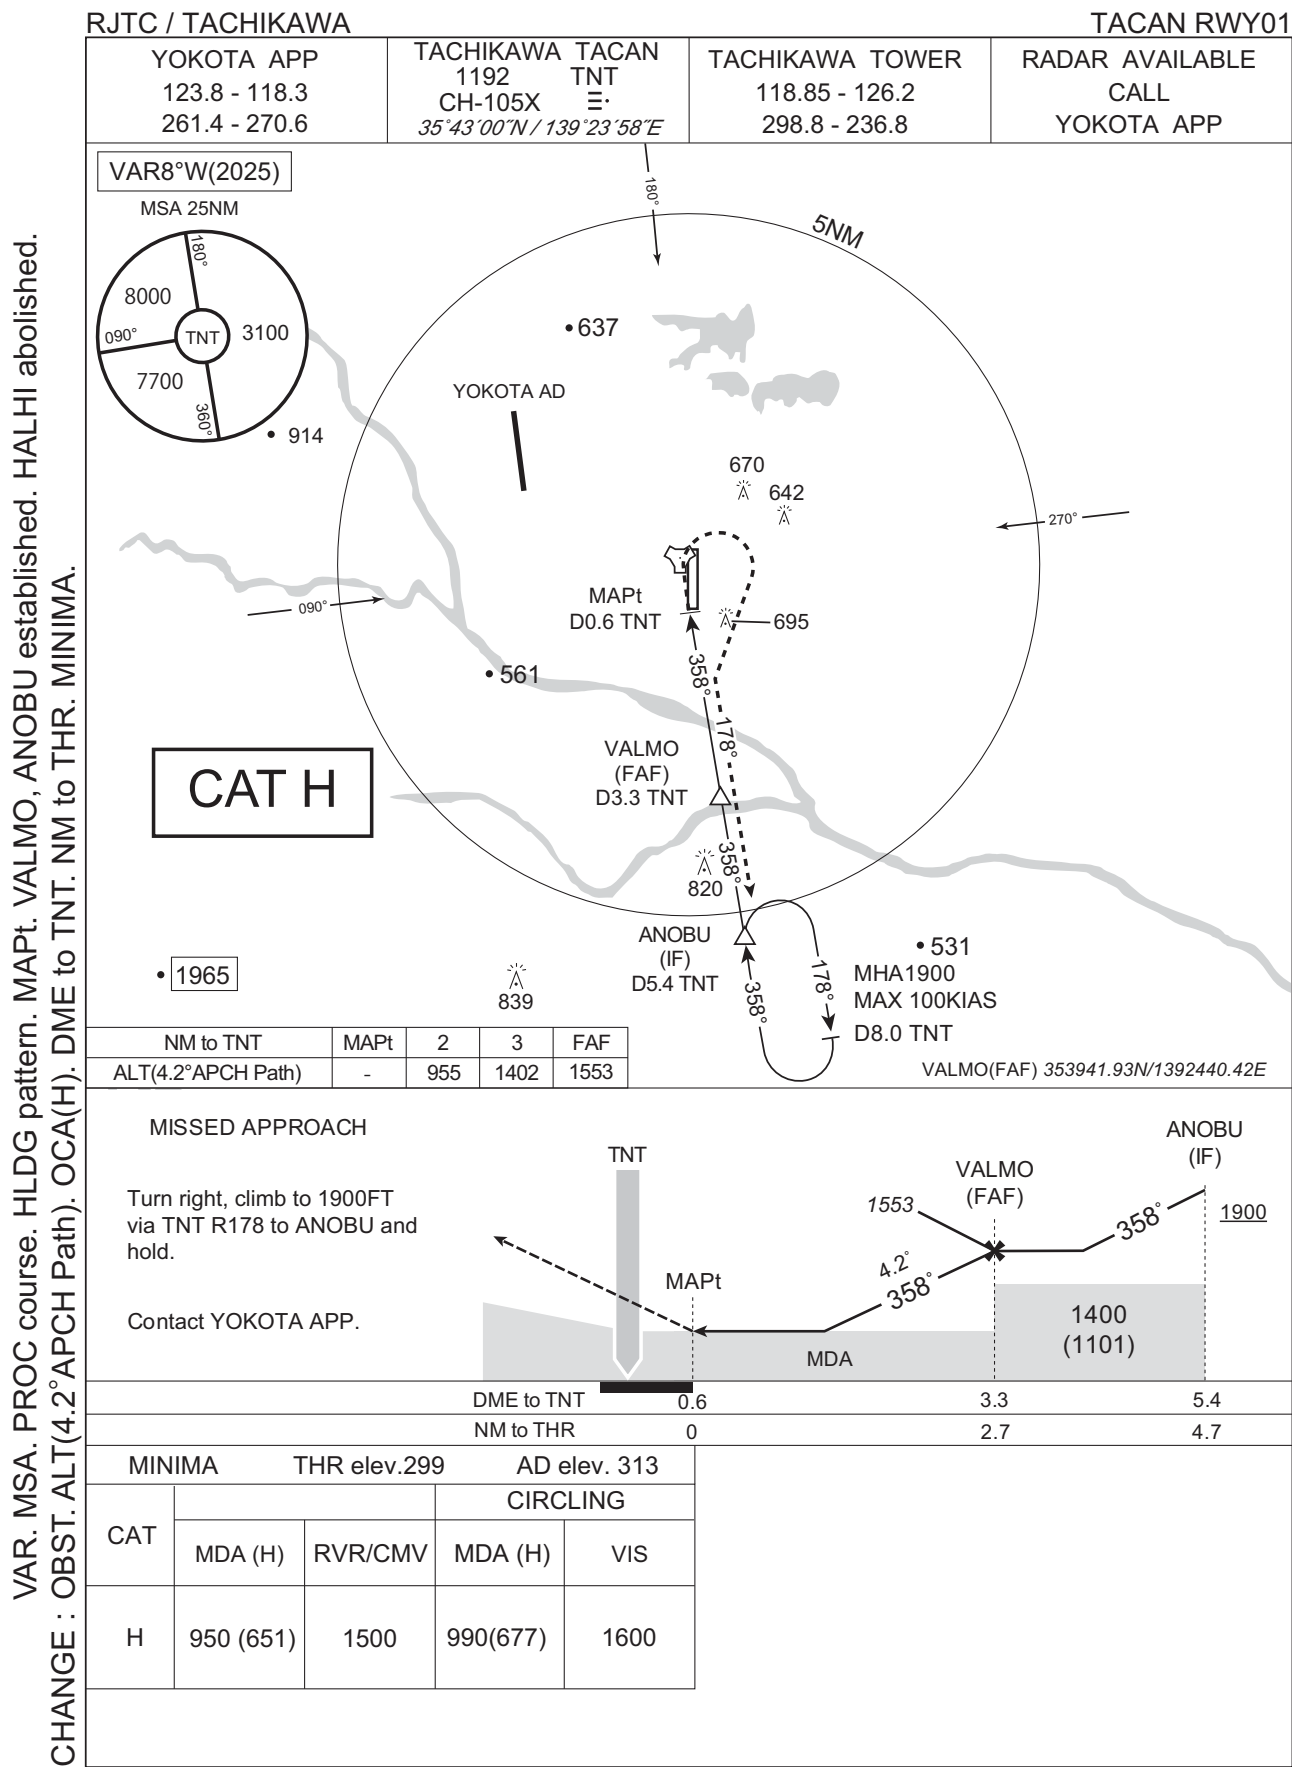 RJTC / TACHIKAWA
TACAN RWY01
YOKOTA APP
123.8 - 118.3
261.4 - 270.6
TACHIKAWA TACAN
1192 TNT
CH-105X
35°43′00″N / 139°23′58″E
TACHIKAWA TOWER
118.85 - 126.2
298.8 - 236.8
RADAR AVAILABLE
CALL
YOKOTA APP
VAR8°W(2025)
MSA 25NM
180°
8000
3100
090°
TNT
7700
360°
914
180°
5NM
637
YOKOTA AD
670
642
270°
090°
MAPt
D0.6 TNT
695
358°
561
178°
VALMO
(FAF)
D3.3 TNT
CAT H
358°
820
ANOBU
(IF)
D5.4 TNT
531
178°
358°
MHA1900
MAX 100KIAS
D8.0 TNT
1965
839
NM to TNT MAPt 2 3 FAF
ALT(4.2°APCH Path) - 955 1402 1553
VALMO(FAF) 353941.93N/1392440.42E
MISSED APPROACH
Turn right, climb to 1900FT
via TNT R178 to ANOBU and
hold.
Contact YOKOTA APP.
TNT
MAPt
VALMO
(FAF)
1553
ANOBU
(IF)
1900
358°
4.2°
358°
1400
(1101)
MDA
DME to TNT 0.6 3.3 5.4
NM to THR 0 2.7 4.7
MINIMA THR elev.299 AD elev. 313
CIRCLING
CAT
MDA (H) RVR/CMV MDA (H) VIS
H 950 (651) 1500 990(677) 1600
VAR. MSA. PROC course. HLDG pattern. MAPt. VALMO, ANOBU established. HALHI abolished.
CHANGE : OBST. ALT(4.2°APCH Path). OCA(H). DME to TNT. NM to THR. MINIMA.